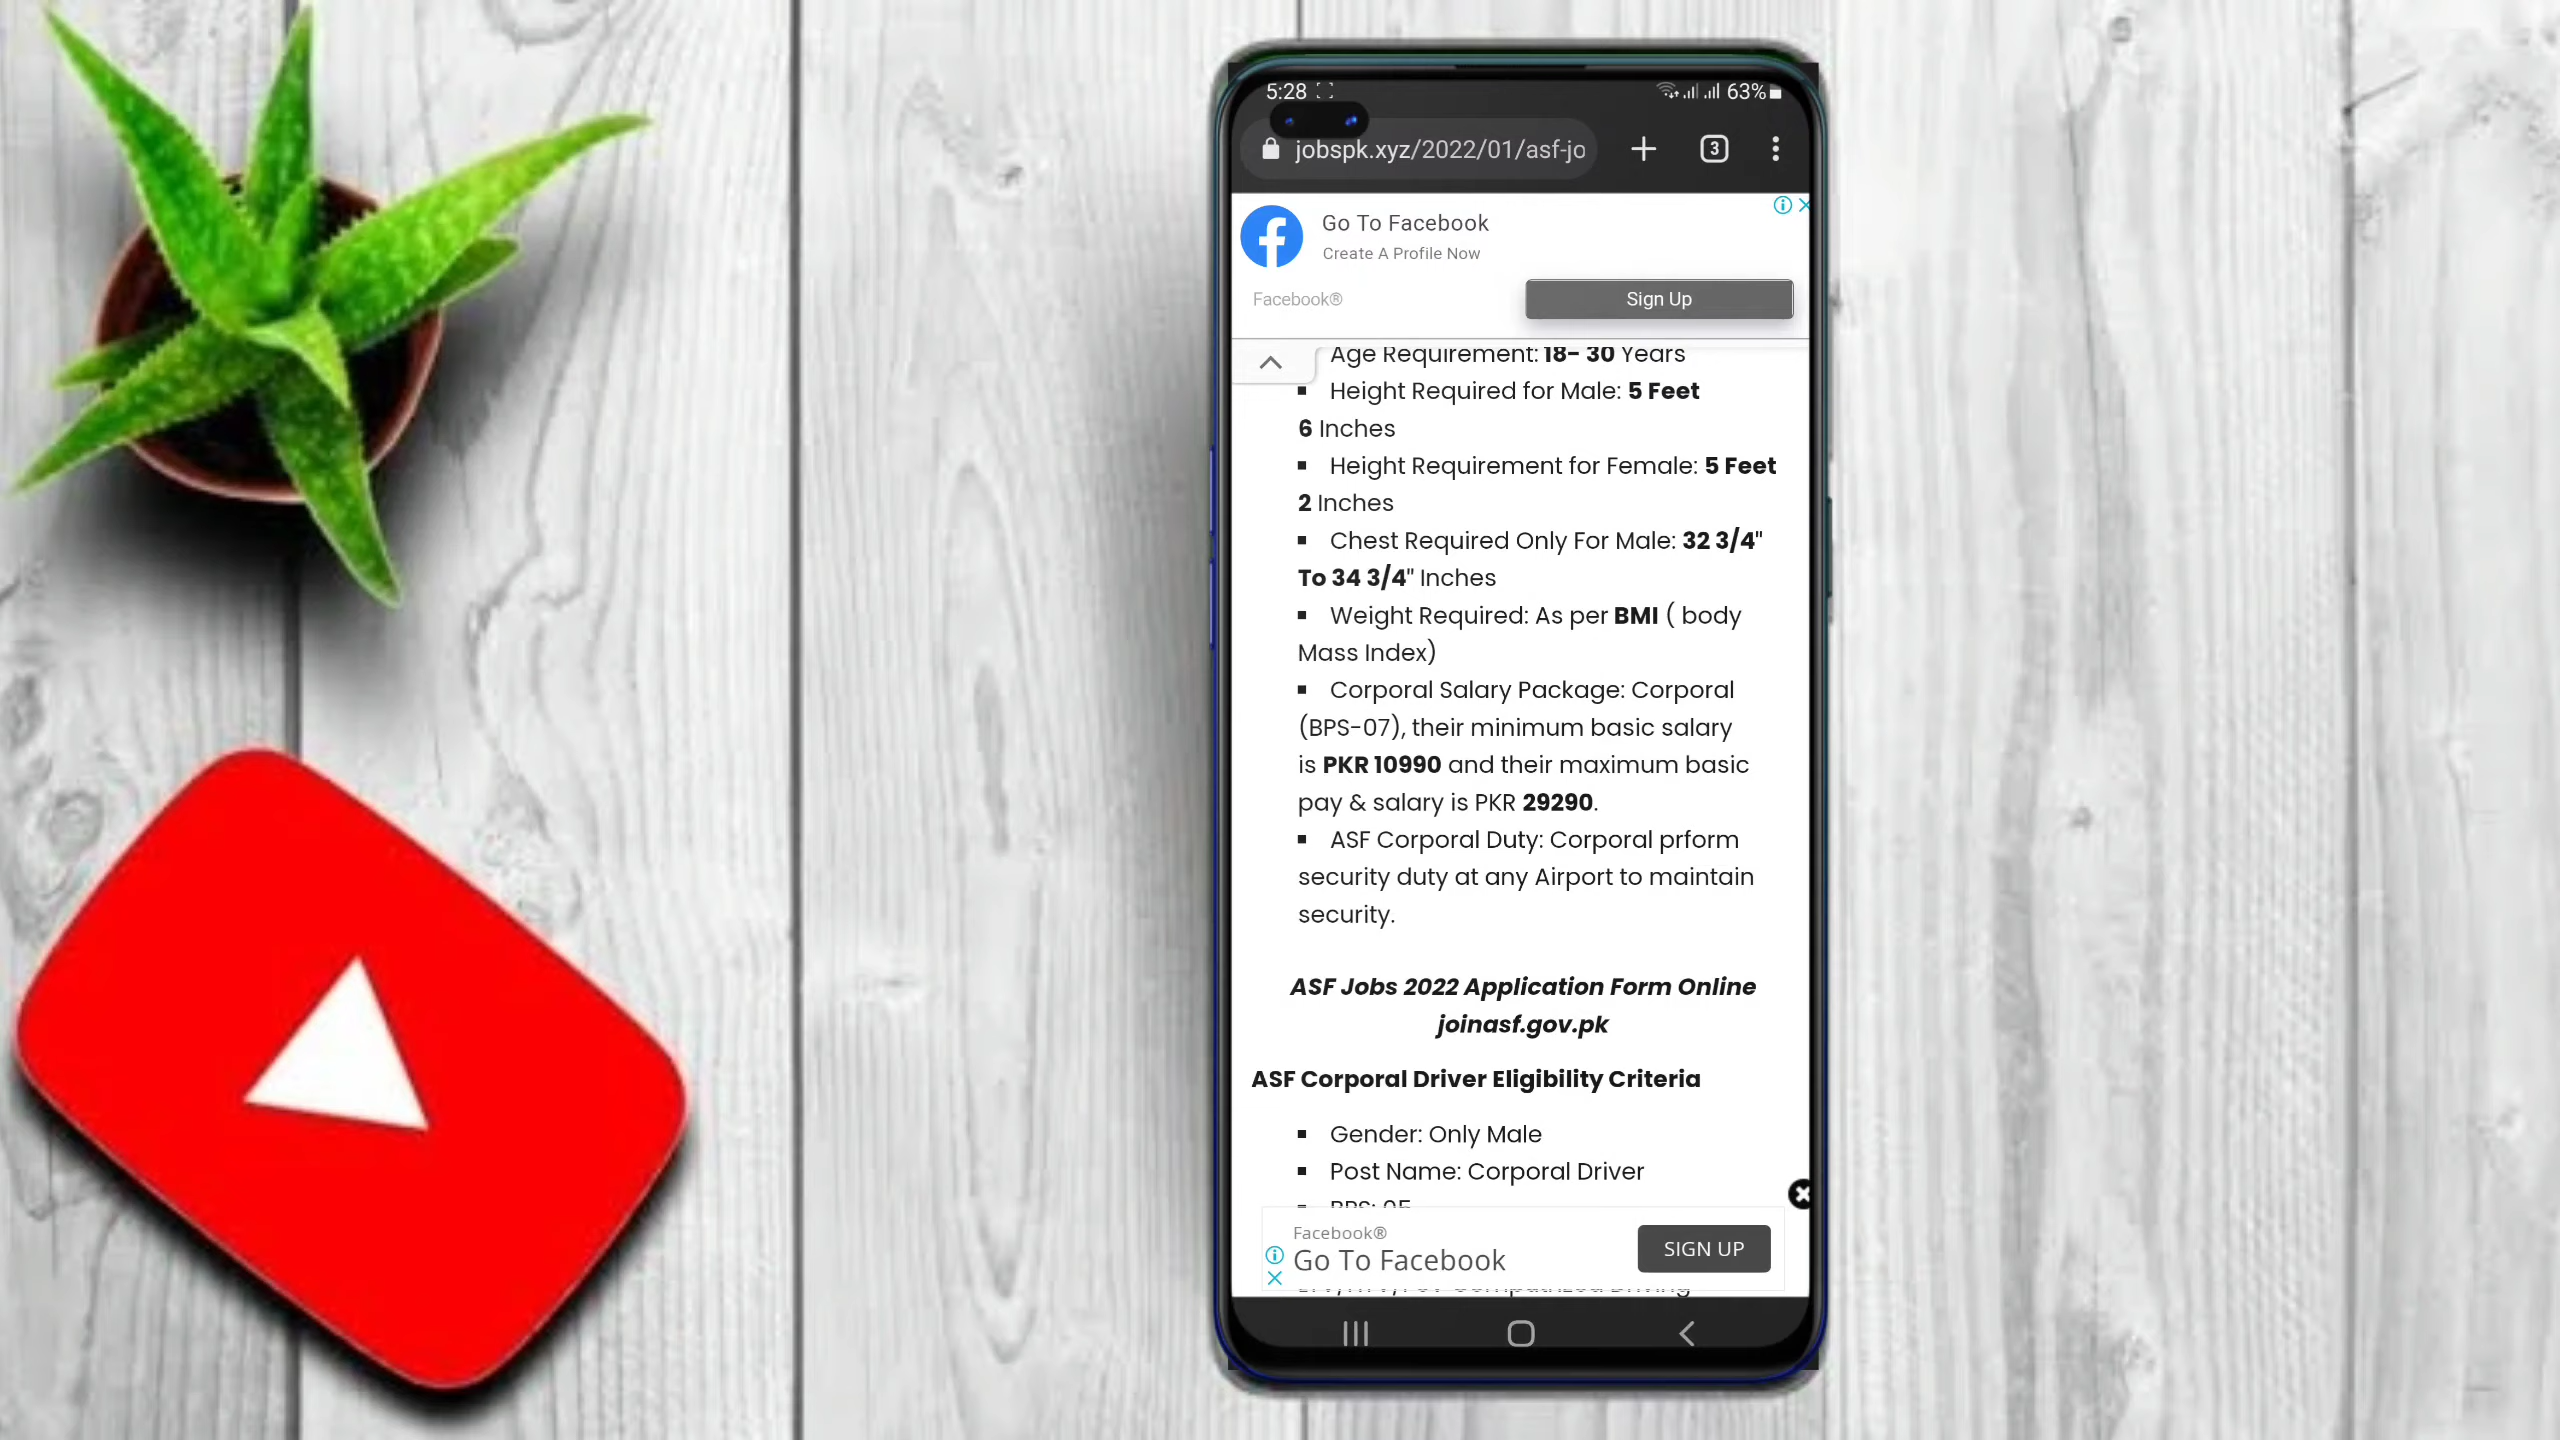 5:28
63%
jobspk.xyz/2022/01/asf-jo
3
Go To Facebook
Create A Profile Now
Facebook®
Sign Up
Age Requirement: 18- 30 Years
▪ Height Required for Male: 5 Feet
6 Inches
▪ Height Requirement for Female: 5 Feet
2 Inches
▪ Chest Required Only For Male: 32 3/4"
To 34 3/4" Inches
▪ Weight Required: As per BMI ( body
Mass Index)
▪ Corporal Salary Package: Corporal
(BPS-07), their minimum basic salary
is PKR 10990 and their maximum basic
pay & salary is PKR 29290.
▪ ASF Corporal Duty: Corporal prform
security duty at any Airport to maintain
security.
ASF Jobs 2022 Application Form Online
joinasf.gov.pk
ASF Corporal Driver Eligibility Criteria
▪ Gender: Only Male
▪ Post Name: Corporal Driver
▪ BPS: 05
Facebook®
Go To Facebook
SIGN UP